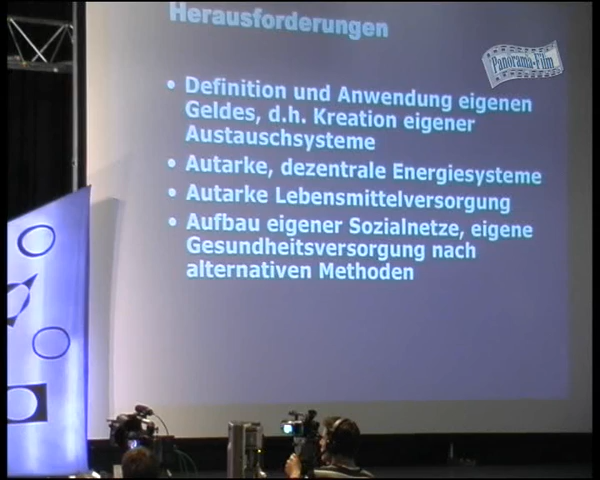 Herausforderungen
Panorama-Film
• Definition und Anwendung eigenen
Geldes, d.h. Kreation eigener
Austauschsysteme
• Autarke, dezentrale Energiesysteme
• Autarke Lebensmittelversorgung
• Aufbau eigener Sozialnetze, eigene
Gesundheitsversorgung nach
alternativen Methoden